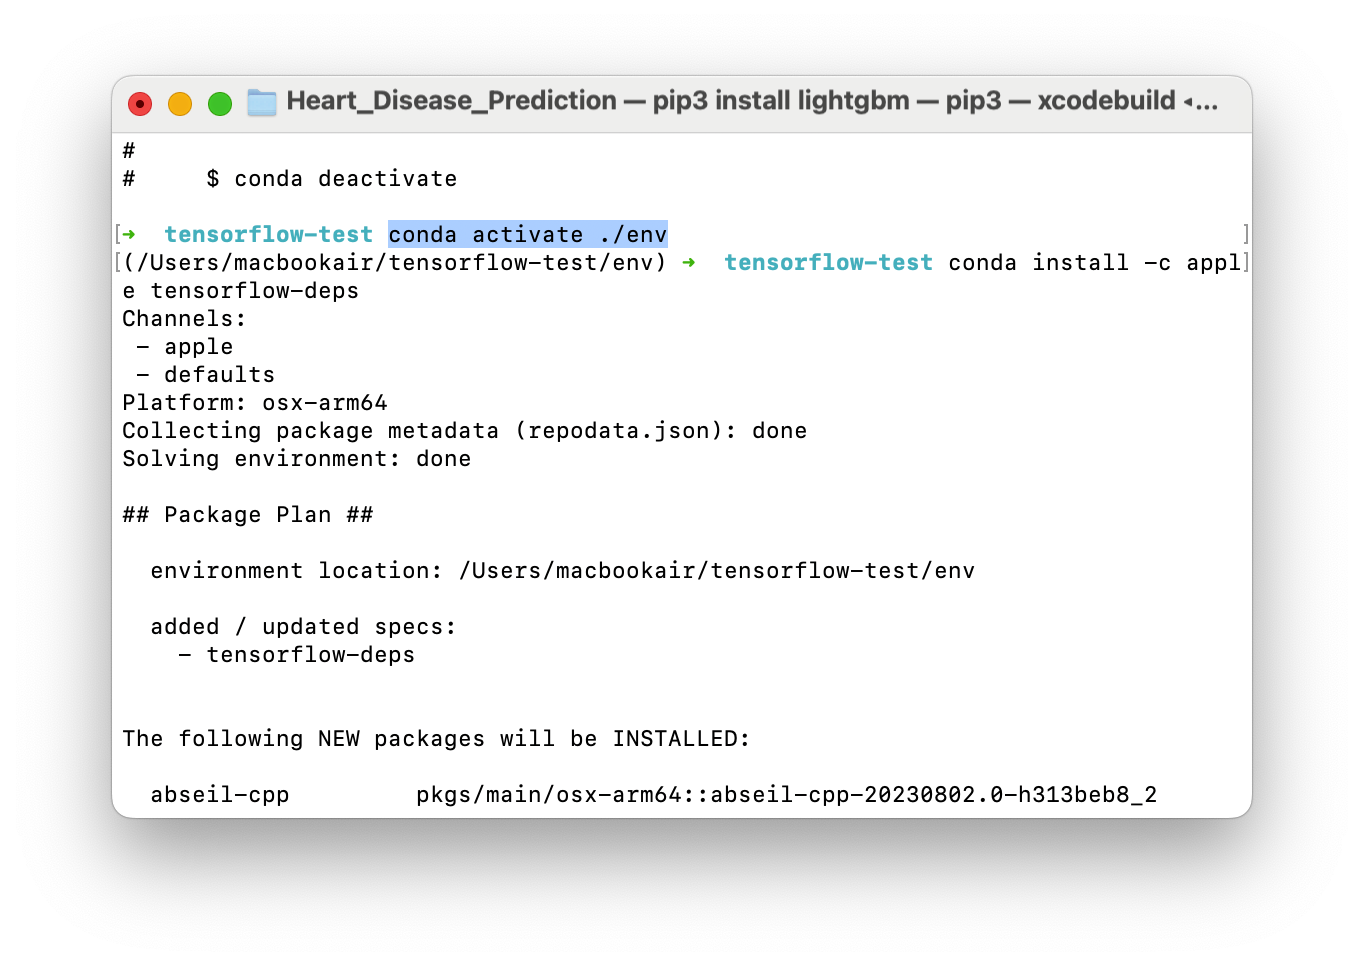 Heart_Disease_Prediction — pip3 install lightgbm — pip3 — xcodebuild ◂...
#
#     $ conda deactivate
[➜  tensorflow-test conda activate ./env ]
[(/Users/macbookair/tensorflow-test/env) ➜  tensorflow-test conda install -c appl]
e tensorflow-deps
Channels:
 - apple
 - defaults
Platform: osx-arm64
Collecting package metadata (repodata.json): done
Solving environment: done
## Package Plan ##
  environment location: /Users/macbookair/tensorflow-test/env
  added / updated specs:
    - tensorflow-deps
The following NEW packages will be INSTALLED:
  abseil-cpp         pkgs/main/osx-arm64::abseil-cpp-20230802.0-h313beb8_2